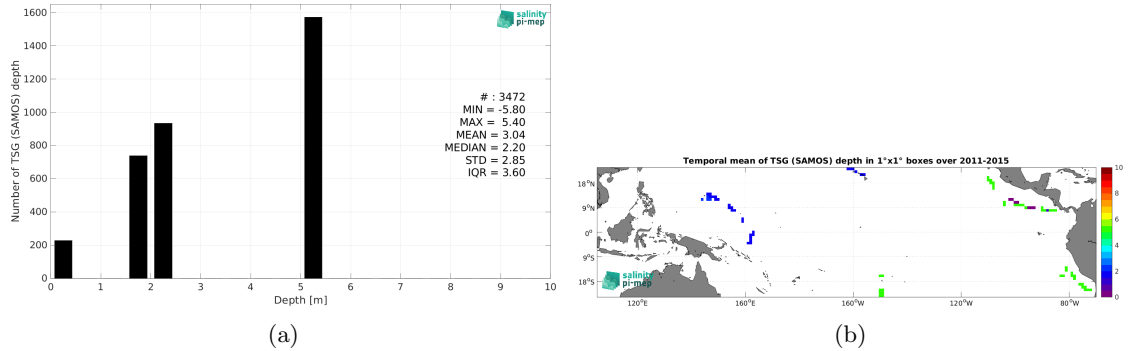 1600
1400
1200
1000
800
600
400
200
0
Number of TSG (SAMOS) depth
salinity
pi-mep
# : 3472
MIN = -5.80
MAX = 5.40
MEAN = 3.04
MEDIAN = 2.20
STD = 2.85
IQR = 3.60
0 1 2 3 4 5 6 7 8 9 10
Depth [m]
(a)
Temporal mean of TSG (SAMOS) depth in 1°x1° boxes over 2011-2015
18°N
9°N
0°
9°S
18°S
salinity
pi-mep
120°E 160°E 160°W 120°W 80°W
10
8
6
4
2
0
(b)